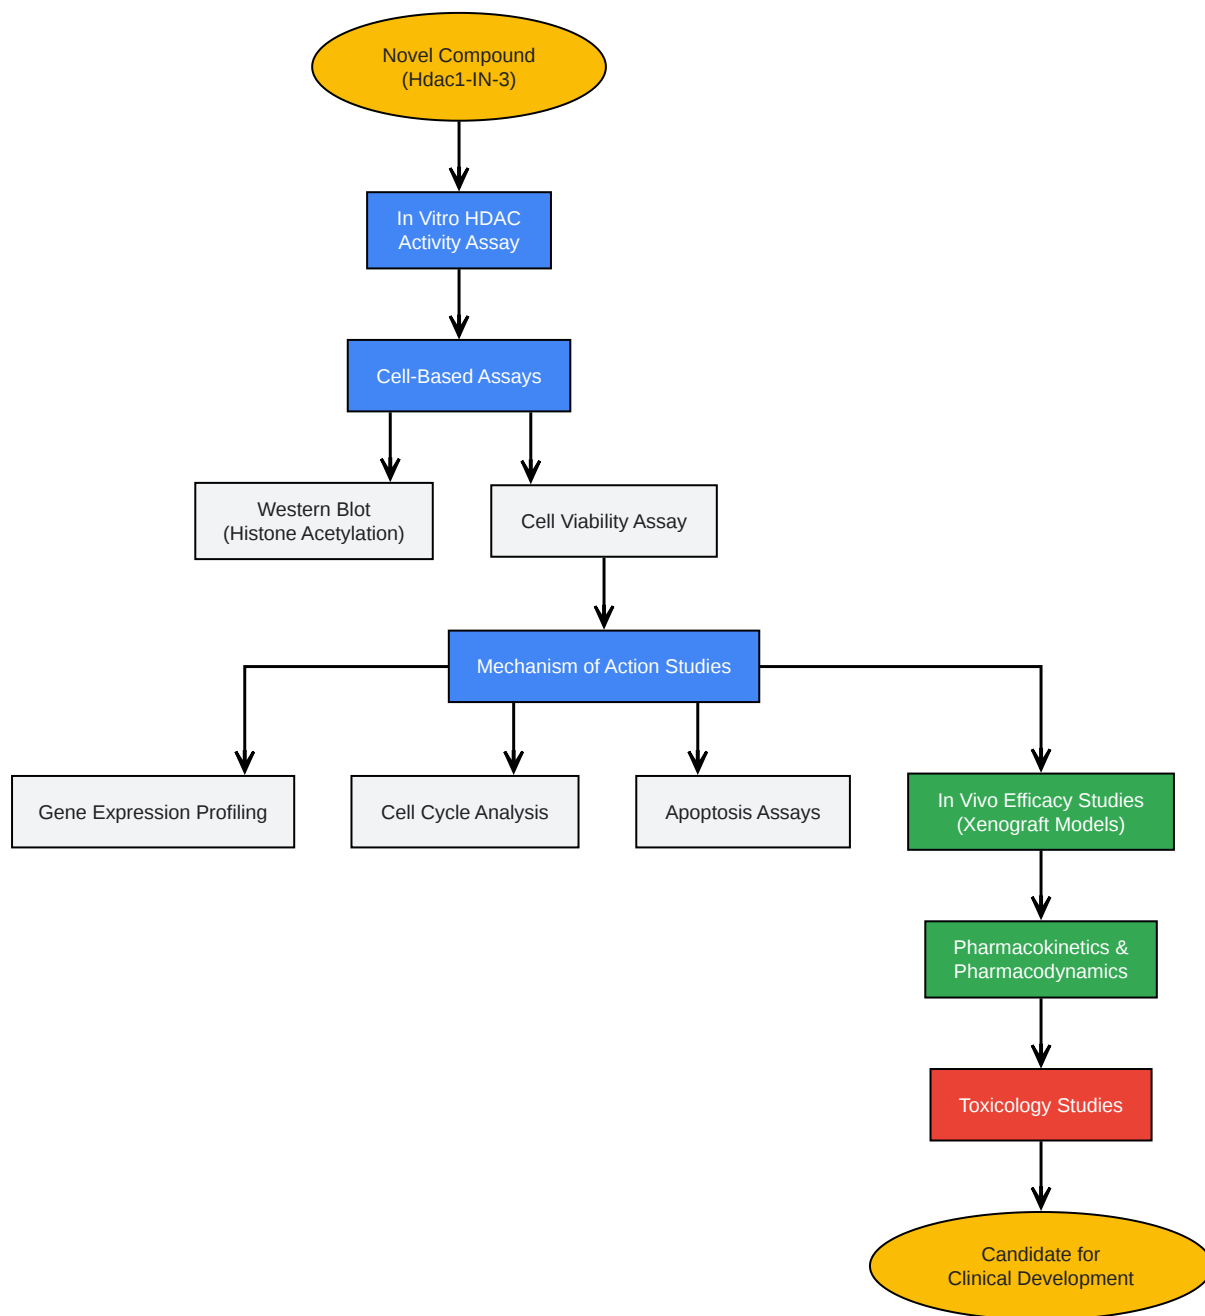 Novel Compound
(Hdac1-IN-3)
In Vitro HDAC
Activity Assay
Cell-Based Assays
Western Blot
(Histone Acetylation)
Cell Viability Assay
Mechanism of Action Studies
Gene Expression Profiling
Cell Cycle Analysis
Apoptosis Assays
In Vivo Efficacy Studies
(Xenograft Models)
Pharmacokinetics &
Pharmacodynamics
Toxicology Studies
Candidate for
Clinical Development